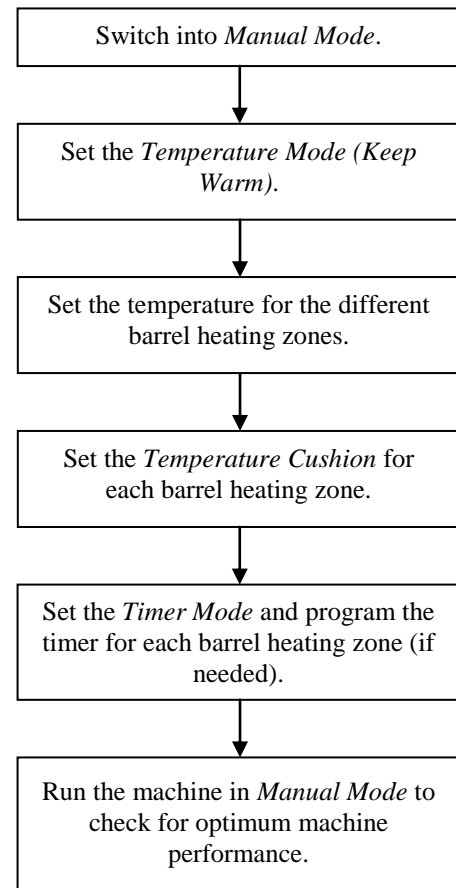 Switch into Manual Mode.
Set the Temperature Mode (Keep
Warm).
Set the temperature for the different
barrel heating zones.
Set the Temperature Cushion for
each barrel heating zone.
Set the Timer Mode and program the
timer for each barrel heating zone (if
needed).
Run the machine in Manual Mode to
check for optimum machine
performance.